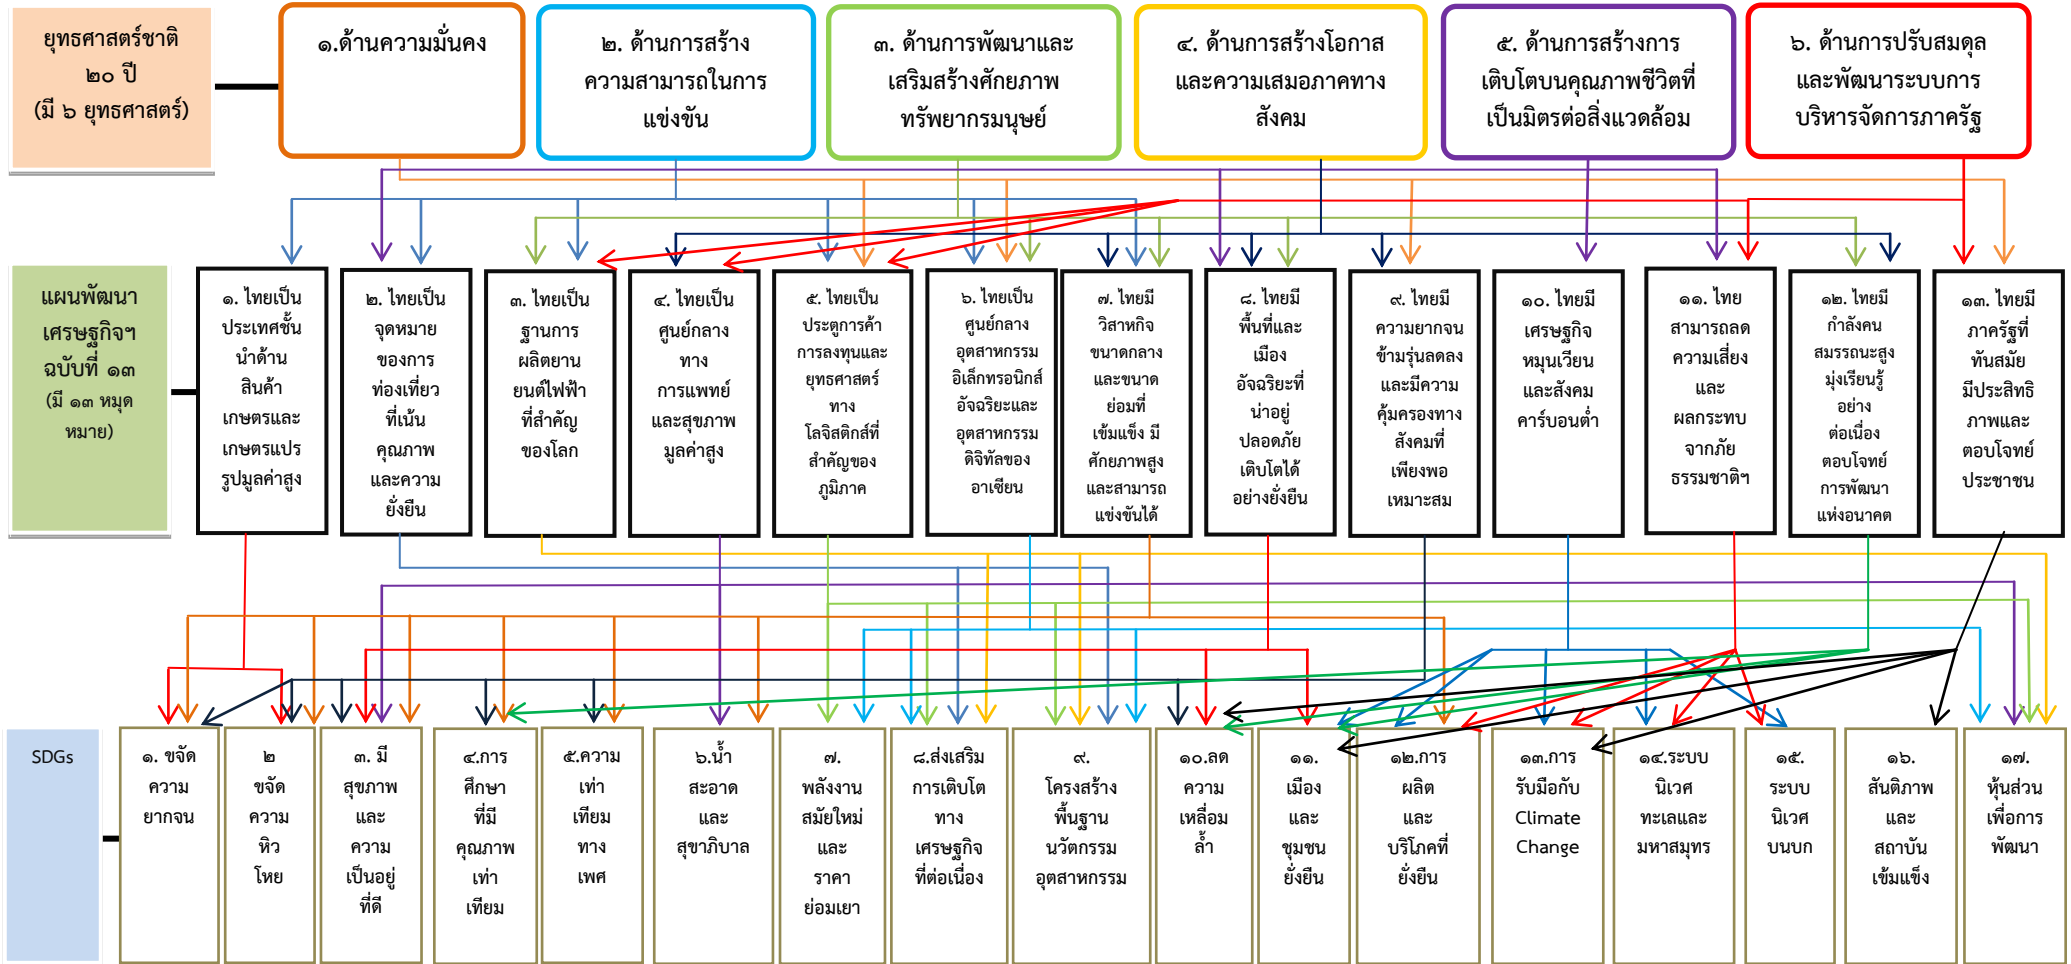 ยุทธศาสตร์ชาติ
๒๐ ปี
(มี ๖ ยุทธศาสตร์)
๑.ด้านความมั่นคง
๒. ด้านการสร้าง
ความสามารถในการ
แข่งขัน
๓. ด้านการพัฒนาและ
เสริมสร้างศักยภาพ
ทรัพยากรมนุษย์
๔. ด้านการสร้างโอกาส
และความเสมอภาคทาง
สังคม
๕. ด้านการสร้างการ
เติบโตบนคุณภาพชีวิตที่
เป็นมิตรต่อสิ่งแวดล้อม
๖. ด้านการปรับสมดุล
และพัฒนาระบบการ
บริหารจัดการภาครัฐ
แผนพัฒนา
เศรษฐกิจฯ
ฉบับที่ ๑๓
(มี ๑๓ หมุด
หมาย)
๑. ไทยเป็น
ประเทศชั้น
นำด้าน
สินค้า
เกษตรและ
เกษตรแปร
รูปมูลค่าสูง
๒. ไทยเป็น
จุดหมาย
ของการ
ท่องเที่ยว
ที่เน้น
คุณภาพ
และความ
ยั่งยืน
๓. ไทยเป็น
ฐานการ
ผลิตยาน
ยนต์ไฟฟ้า
ที่สำคัญ
ของโลก
๔. ไทยเป็น
ศูนย์กลาง
ทาง
การแพทย์
และสุขภาพ
มูลค่าสูง
๕. ไทยเป็น
ประตูการค้า
การลงทุนและ
ยุทธศาสตร์
ทาง
โลจิสติกส์ที่
สำคัญของ
ภูมิภาค
๖. ไทยเป็น
ศูนย์กลาง
อุตสาหกรรม
อิเล็กทรอนิกส์
อัจฉริยะและ
อุตสาหกรรม
ดิจิทัลของ
อาเซียน
๗. ไทยมี
วิสาหกิจ
ขนาดกลาง
และขนาด
ย่อมที่
เข้มแข็ง มี
ศักยภาพสูง
และสามารถ
แข่งขันได้
๘. ไทยมี
พื้นที่และ
เมือง
อัจฉริยะที่
น่าอยู่
ปลอดภัย
เติบโตได้
อย่างยั่งยืน
๙. ไทยมี
ความยากจน
ข้ามรุ่นลดลง
และมีความ
คุ้มครองทาง
สังคมที่
เพียงพอ
เหมาะสม
๑๐. ไทยมี
เศรษฐกิจ
หมุนเวียน
และสังคม
คาร์บอนต่ำ
๑๑. ไทย
สามารถลด
ความเสี่ยง
และ
ผลกระทบ
จากภัย
ธรรมชาติฯ
๑๒. ไทยมี
กำลังคน
สมรรถนะสูง
มุ่งเรียนรู้
อย่าง
ต่อเนื่อง
ตอบโจทย์
การพัฒนา
แห่งอนาคต
๑๓. ไทยมี
ภาครัฐที่
ทันสมัย
มีประสิทธิ
ภาพและ
ตอบโจทย์
ประชาชน
SDGs
๑. ขจัด
ความ
ยากจน
๒
ขจัด
ความ
หิว
โหย
๓. มี
สุขภาพ
และ
ความ
เป็นอยู่
ที่ดี
๔.การ
ศึกษา
ที่มี
คุณภาพ
เท่า
เทียม
๕.ความ
เท่า
เทียม
ทาง
เพศ
๖.น้ำ
สะอาด
และ
สุขาภิบาล
๗.
พลังงาน
สมัยใหม่
และ
ราคา
ย่อมเยา
๘.ส่งเสริม
การเติบโต
ทาง
เศรษฐกิจ
ที่ต่อเนื่อง
๙.
โครงสร้าง
พื้นฐาน
นวัตกรรม
อุตสาหกรรม
๑๐.ลด
ความ
เหลื่อม
ล้ำ
๑๑.
เมือง
และ
ชุมชน
ยั่งยืน
๑๒.การ
ผลิต
และ
บริโภคที่
ยั่งยืน
๑๓.การ
รับมือกับ
Climate
Change
๑๔.ระบบ
นิเวศ
ทะเลและ
มหาสมุทร
๑๕.
ระบบ
นิเวศ
บนบก
๑๖.
สันติภาพ
และ
สถาบัน
เข้มแข็ง
๑๗.
หุ้นส่วน
เพื่อการ
พัฒนา